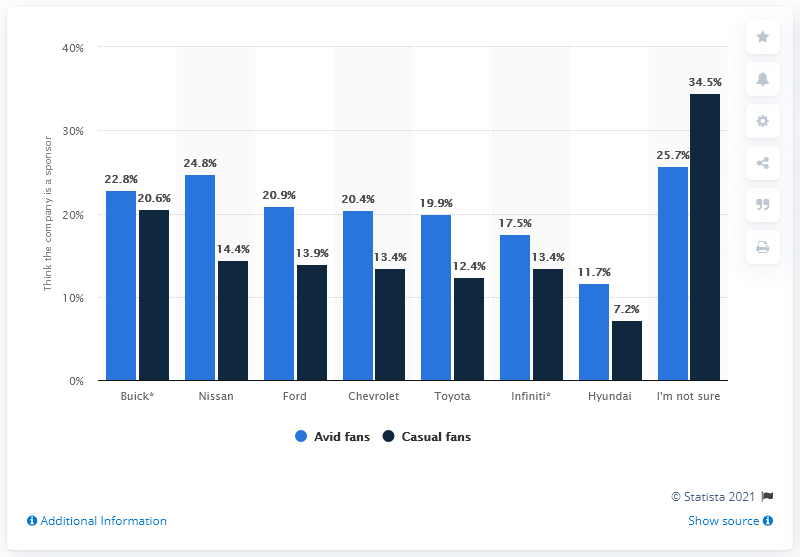 40%
30%
20%
10%
0%
Think the company is a sponsor
22.8%
20.6%
24.8%
14.4%
20.9%
13.9%
20.4%
13.4%
19.9%
12.4%
17.5%
13.4%
11.7%
7.2%
25.7%
34.5%
Buick*
Nissan
Ford
Chevrolet
Toyota
Infiniti*
Hyundai
I'm not sure
Avid fans
Casual fans
© Statista 2021
Additional Information
Show source